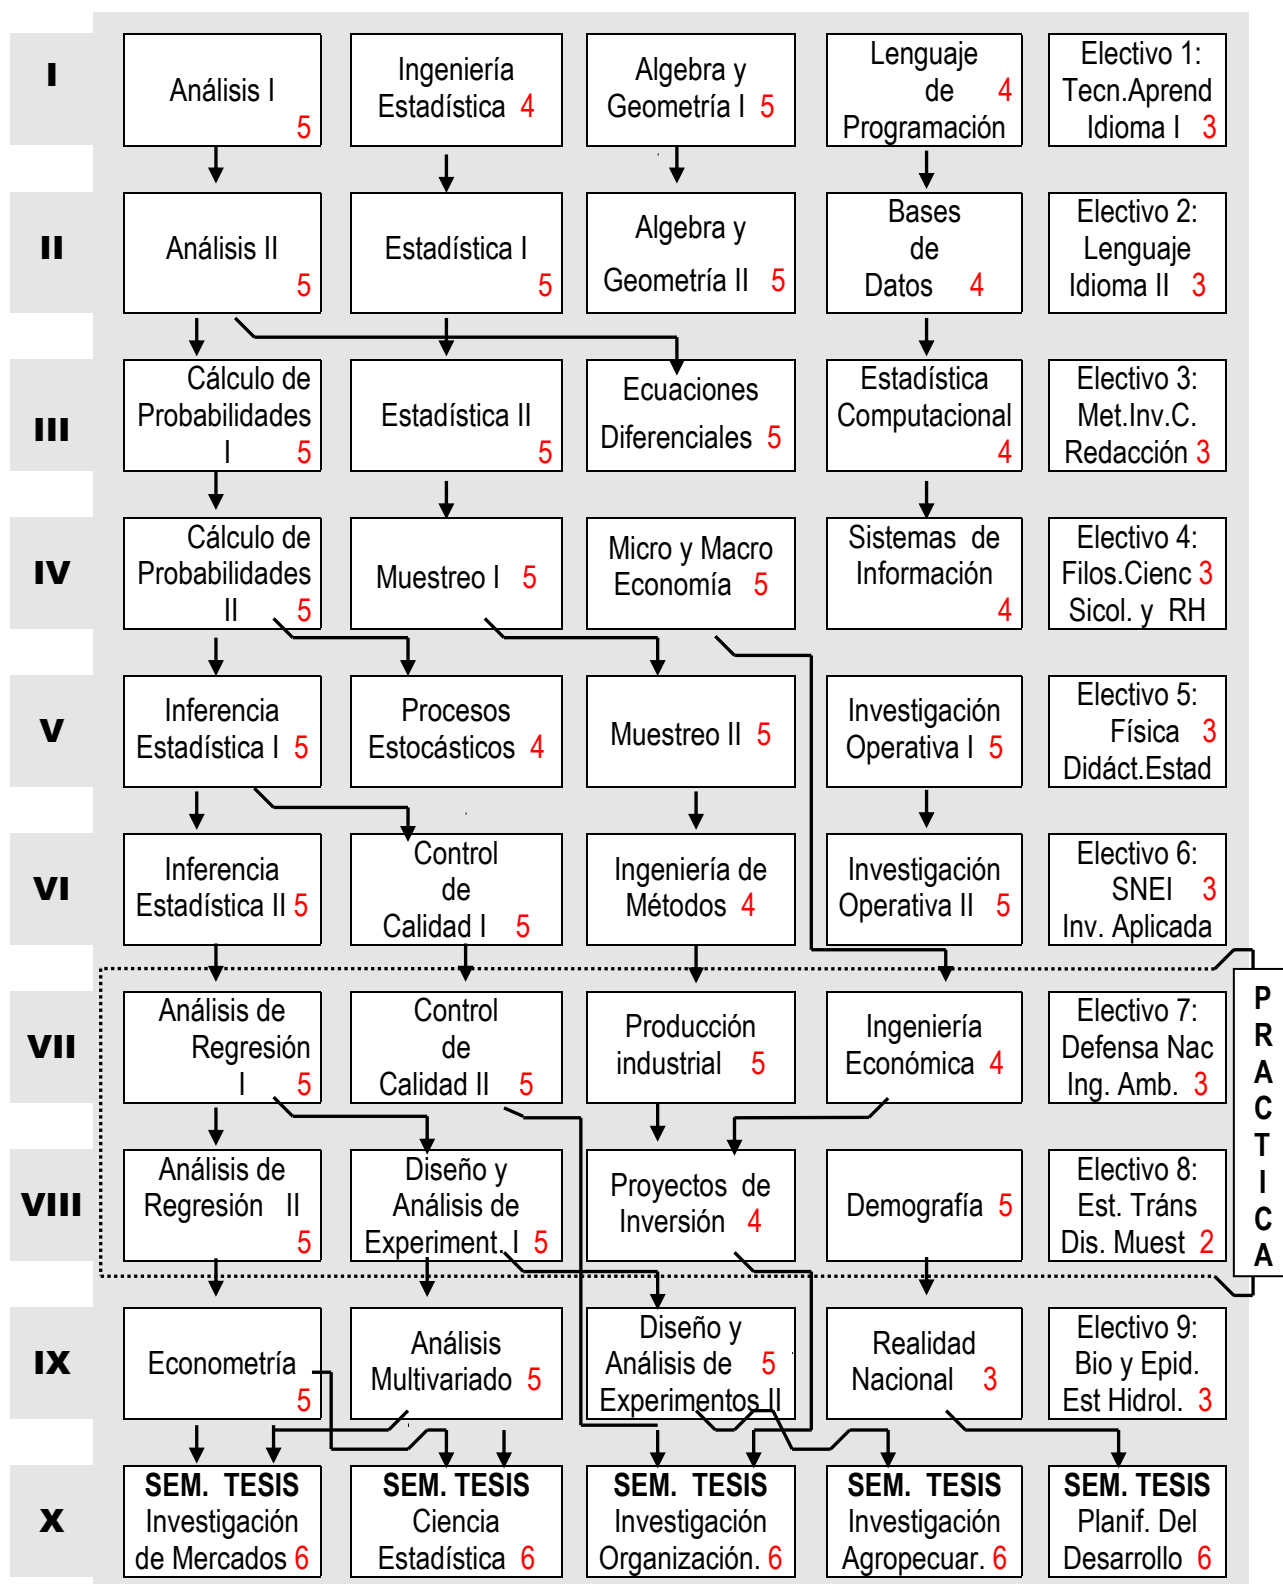 I
Análisis I
5
Ingeniería
Estadística 4
Algebra y
Geometría I 5
Lenguaje
de 4
Programación
Electivo 1:
Tecn.Aprend
Idioma I 3
II
Análisis II
5
Estadística I
5
Algebra y
Geometría II 5
Bases
de
Datos 4
Electivo 2:
Lenguaje
Idioma II 3
III
Cálculo de
Probabilidades
I 5
Estadística II
5
Ecuaciones
Diferenciales 5
Estadística
Computacional
4
Electivo 3:
Met.Inv.C.
Redacción 3
IV
Cálculo de
Probabilidades
II 5
Muestreo I 5
Micro y Macro
Economía 5
Sistemas de
Información
4
Electivo 4:
Filos.Cienc 3
Sicol. y RH
V
Inferencia
Estadística I 5
Procesos
Estocásticos 4
Muestreo II 5
Investigación
Operativa I 5
Electivo 5:
Física 3
Didáct.Estad
VI
Inferencia
Estadística II 5
Control
de
Calidad I 5
Ingeniería de
Métodos 4
Investigación
Operativa II 5
Electivo 6:
SNEI 3
Inv. Aplicada
VII
Análisis de
Regresión
I 5
Control
de
Calidad II 5
Producción
industrial 5
Ingeniería
Económica 4
Electivo 7:
Defensa Nac
Ing. Amb. 3
P
R
A
C
T
I
C
A
VIII
Análisis de
Regresión II
5
Diseño y
Análisis de
Experiment. I 5
Proyectos de
Inversión 4
Demografía 5
Electivo 8:
Est. Tráns
Dis. Muest 2
IX
Econometría
5
Análisis
Multivariado 5
Diseño y
Análisis de 5
Experimentos II
Realidad
Nacional 3
Electivo 9:
Bio y Epid.
Est Hidrol. 3
X
SEM. TESIS
Investigación
de Mercados 6
SEM. TESIS
Ciencia
Estadística 6
SEM. TESIS
Investigación
Organización. 6
SEM. TESIS
Investigación
Agropecuar. 6
SEM. TESIS
Planif. Del
Desarrollo 6